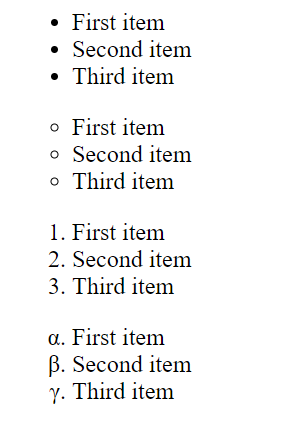 • First item
• Second item
• Third item
◦ First item
◦ Second item
◦ Third item
1. First item
2. Second item
3. Third item
α. First item
β. Second item
γ. Third item